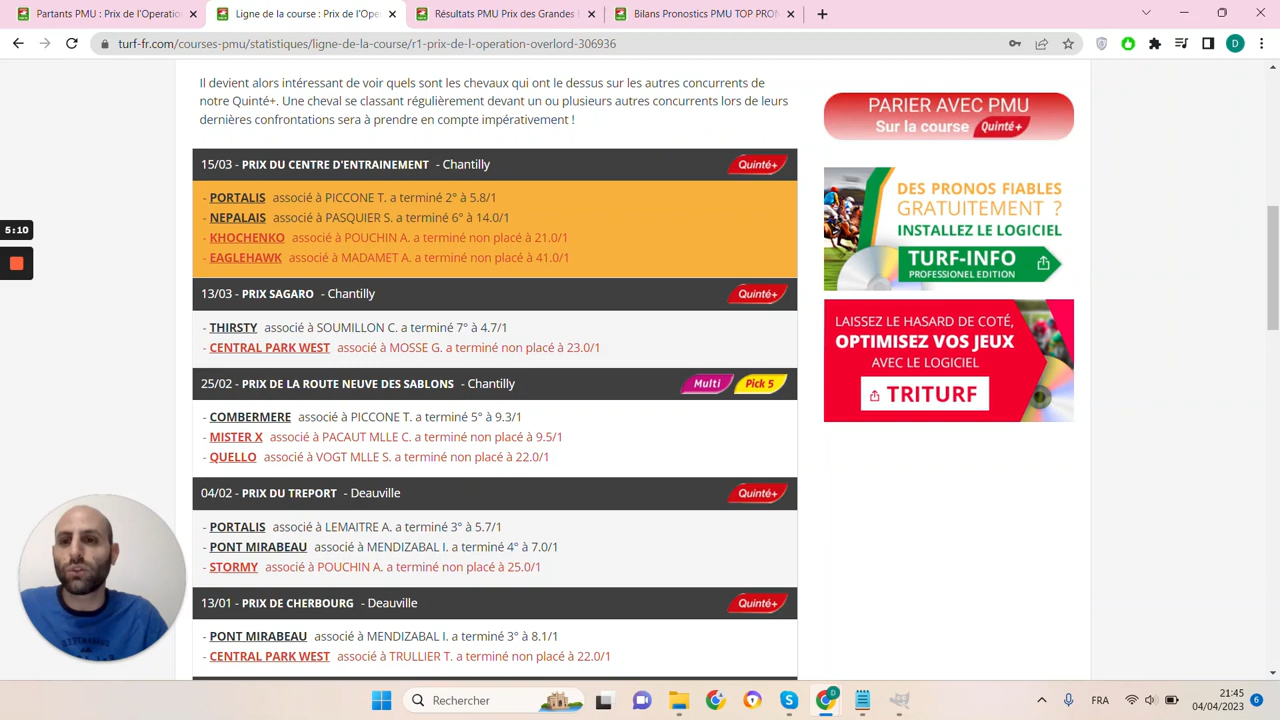 Partants PMU : Prix de l'Operation
Ligne de la course : Prix de l'Ope
Résultats PMU Prix des Grandes
Bilans Pronostics PMU TOP PRON
turf-fr.com/courses-pmu/statistiques/ligne-de-la-course/r1-prix-de-l-operation-overlord-306936
D
Il devient alors intéressant de voir quels sont les chevaux qui ont le dessus sur les autres concurrents de
notre Quinté+. Une cheval se classant régulièrement devant un ou plusieurs autres concurrents lors de leurs
dernières confrontations sera à prendre en compte impérativement !
15/03 - PRIX DU CENTRE D'ENTRAINEMENT - Chantilly Quinté+
- PORTALIS associé à PICCONE T. a terminé 2° à 5.8/1
- NEPALAIS associé à PASQUIER S. a terminé 6° à 14.0/1
- KHOCHENKO associé à POUCHIN A. a terminé non placé à 21.0/1
- EAGLEHAWK associé à MADAMET A. a terminé non placé à 41.0/1
13/03 - PRIX SAGARO - Chantilly Quinté+
- THIRSTY associé à SOUMILLON C. a terminé 7° à 4.7/1
- CENTRAL PARK WEST associé à MOSSE G. a terminé non placé à 23.0/1
25/02 - PRIX DE LA ROUTE NEUVE DES SABLONS - Chantilly Multi Pick 5
- COMBERMERE associé à PICCONE T. a terminé 5° à 9.3/1
- MISTER X associé à PACAUT MLLE C. a terminé non placé à 9.5/1
- QUELLO associé à VOGT MLLE S. a terminé non placé à 22.0/1
04/02 - PRIX DU TREPORT - Deauville Quinté+
- PORTALIS associé à LEMAITRE A. a terminé 3° à 5.7/1
- PONT MIRABEAU associé à MENDIZABAL I. a terminé 4° à 7.0/1
- STORMY associé à POUCHIN A. a terminé non placé à 25.0/1
13/01 - PRIX DE CHERBOURG - Deauville Quinté+
- PONT MIRABEAU associé à MENDIZABAL I. a terminé 3° à 8.1/1
- CENTRAL PARK WEST associé à TRULLIER T. a terminé non placé à 22.0/1
PARIER AVEC PMU
Sur la course Quinté+
DES PRONOS FIABLES
GRATUITEMENT ?
INSTALLEZ LE LOGICIEL
TURF-INFO
PROFESSIONEL EDITION
LAISSEZ LE HASARD DE COTÉ,
OPTIMISEZ VOS JEUX
AVEC LE LOGICIEL
TRITURF
5:10
Rechercher
FRA
21:45
04/04/2023
6